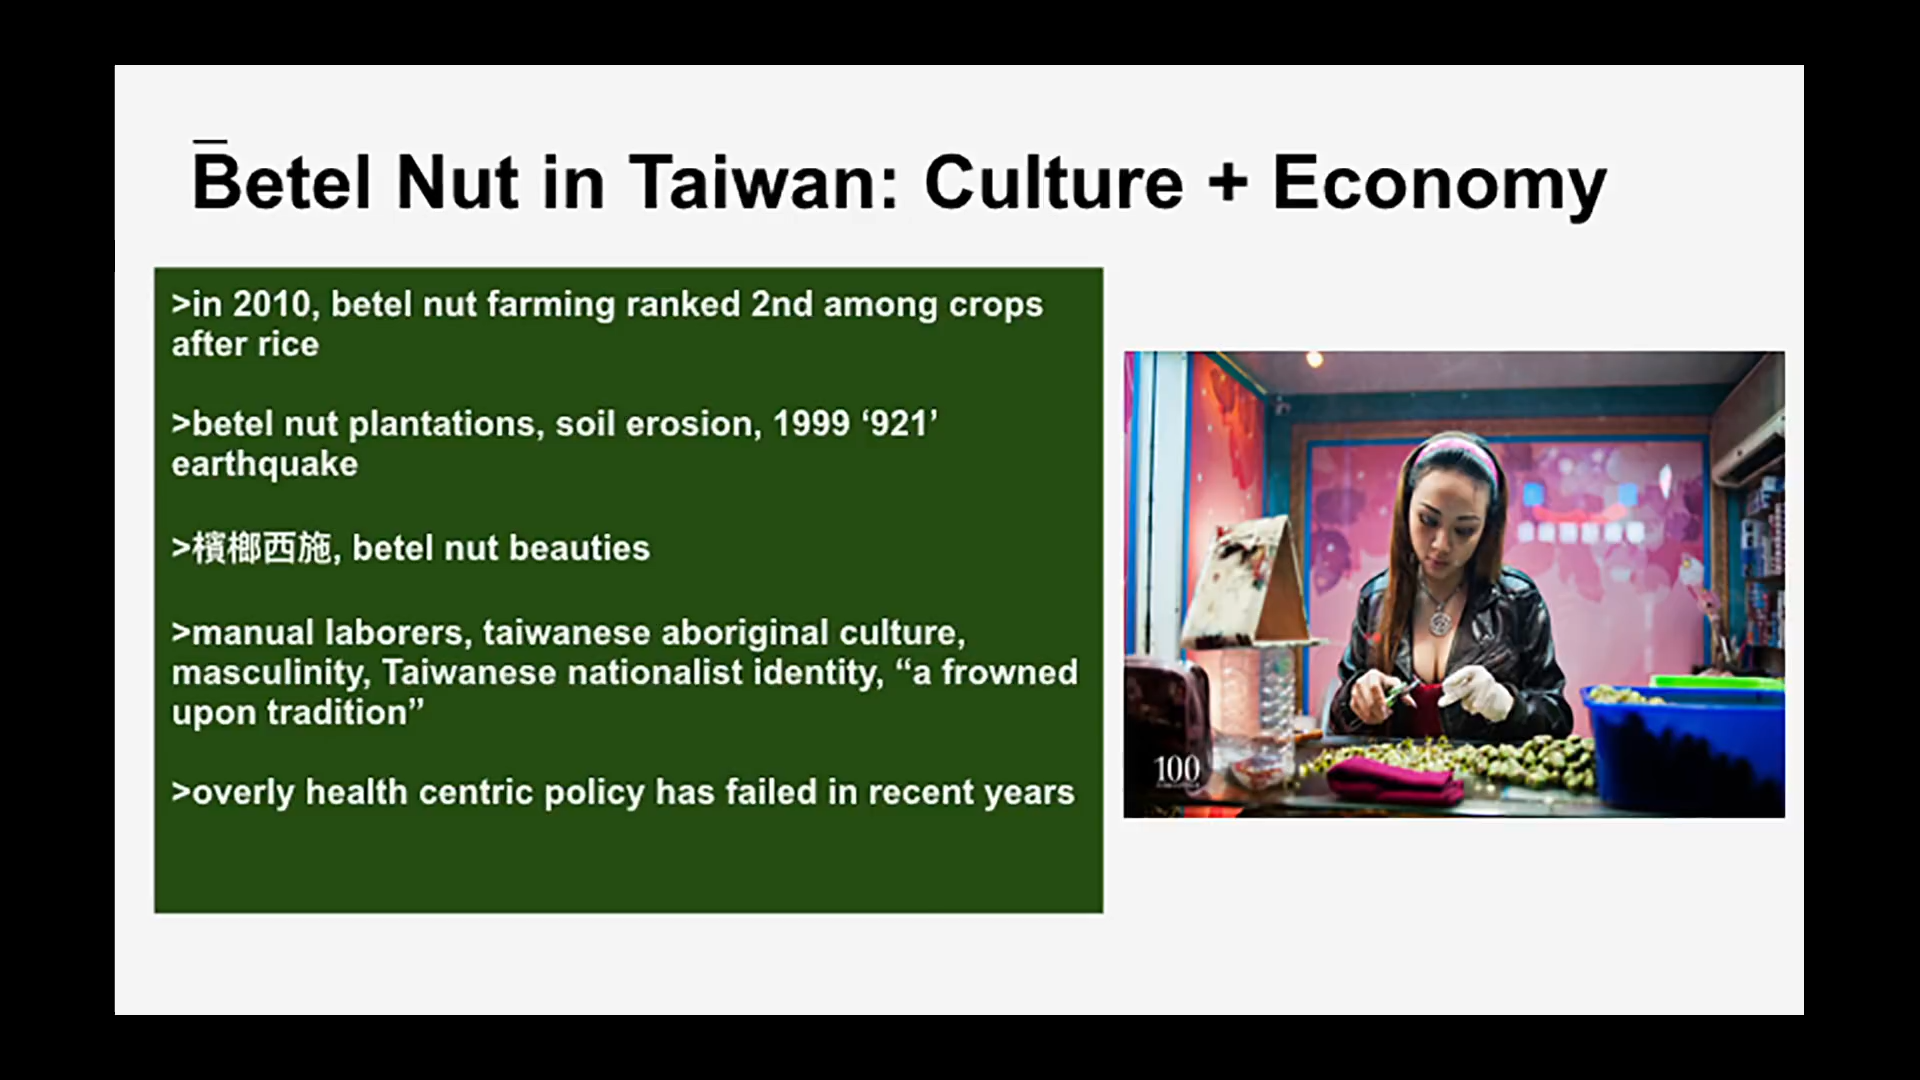 Betel Nut in Taiwan: Culture + Economy
>in 2010, betel nut farming ranked 2nd among crops
after rice
>betel nut plantations, soil erosion, 1999 ‘921’
earthquake
>檳榔西施, betel nut beauties
>manual laborers, taiwanese aboriginal culture,
masculinity, Taiwanese nationalist identity, “a frowned
upon tradition”
>overly health centric policy has failed in recent years
100